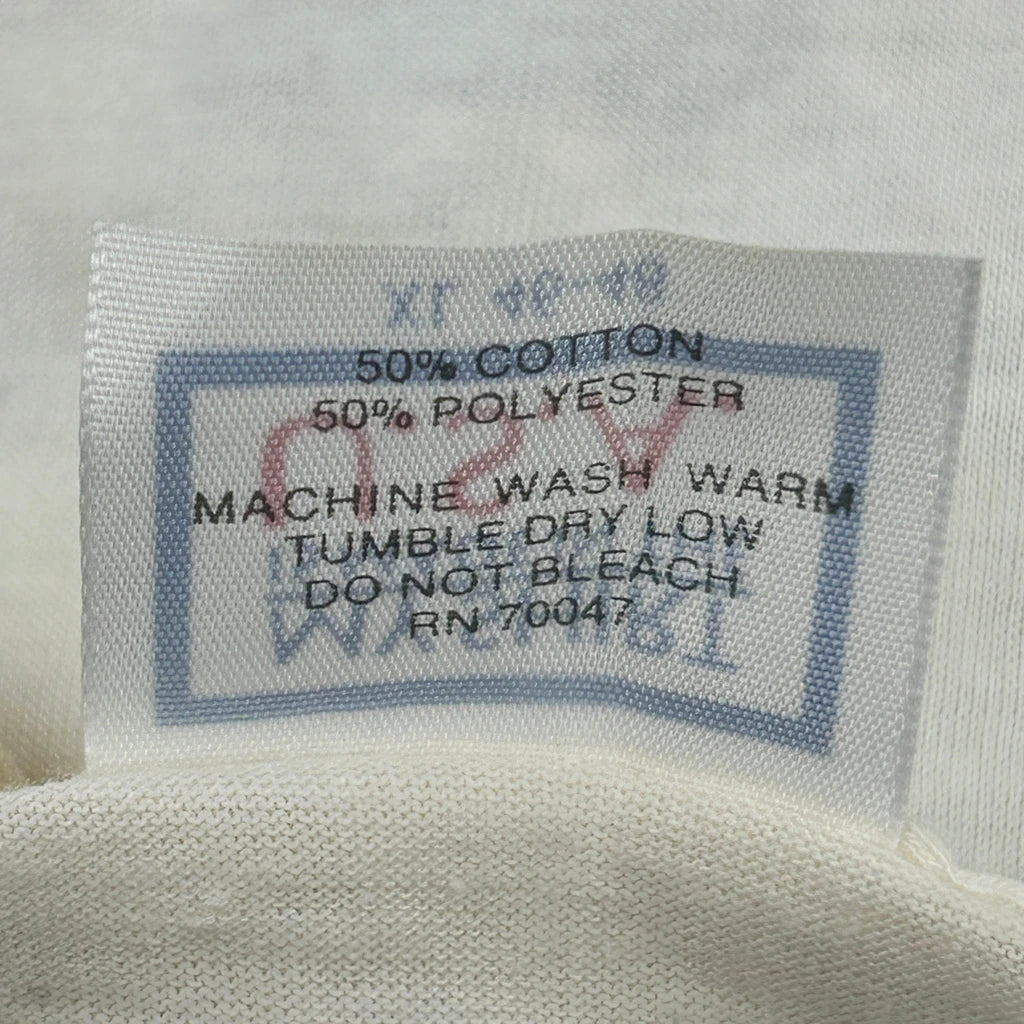 50% COTTON
50% POLYESTER
MACHINE WASH WARM
TUMBLE DRY LOW
DO NOT BLEACH
RN 70047